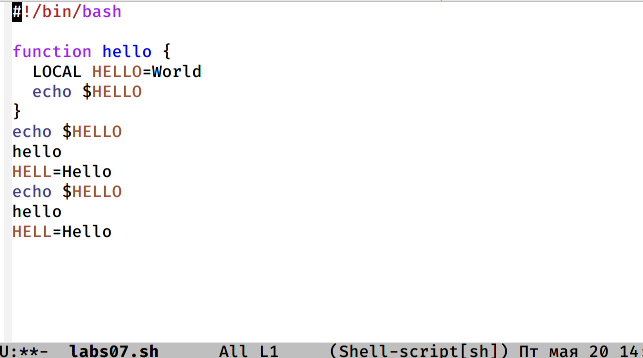 #!/bin/bash
function hello {
LOCAL HELLO=World
echo $HELLO
}
echo $HELLO
hello
HELL=Hello
echo $HELLO
hello
HELL=Hello
U:**- labs07.sh All L1 (Shell-script[sh]) Пт мая 20 14